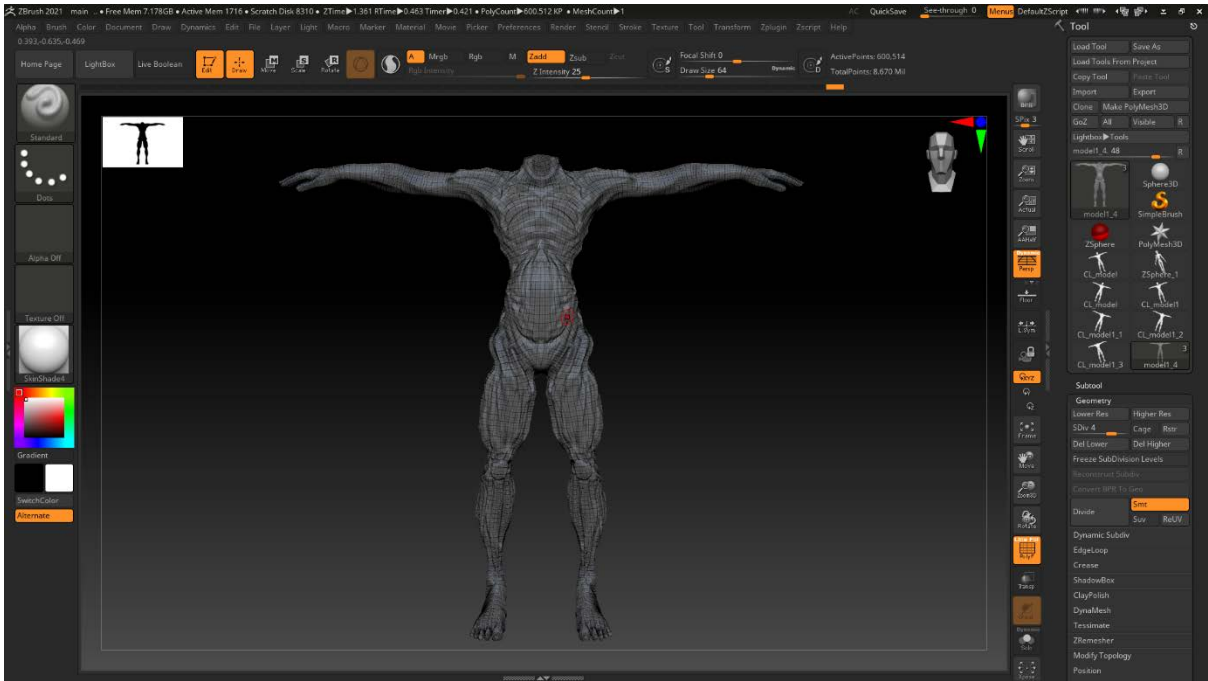 ZBrush 2021 main .. • Free Mem 7.178GB • Active Mem 1716 • Scratch Disk 8310 • ZTime▶1.361 RTime▶0.463 Timer▶0.421 • PolyCount▶600.512 KP • MeshCount▶1 AC QuickSave See-through 0 Menus DefaultZScript
Alpha Brush Color Document Draw Dynamics Edit File Layer Light Macro Marker Material Movie Picker Preferences Render Stencil Stroke Texture Tool Transform Zplugin Zscript Help
0.393,-0.635,-0.469
Home Page LightBox Live Boolean Edit Draw Move Scale Rotate A Mrgb Rgb M Zadd Zsub Zcut Focal Shift 0 ActivePoints: 600,514
Rgb Intensity Z Intensity 25 S Draw Size 64 Dynamic D TotalPoints: 8.670 Mil
Standard
Dots
Alpha Off
Texture Off
SkinShade4
Gradient
SwitchColor
Alternate
BPR
SPix 3
Scroll
Zoom
Actual
AAHalf
Dynamic
Persp
Floor
L.Sym
Frame
Move
Zoom3D
Rotate
Line Fill
PolyF
Transp
Dynamic
Solo
Tool
Load Tool Save As
Load Tools From Project
Copy Tool Paste Tool
Import Export
Clone Make PolyMesh3D
GoZ All Visible R
Lightbox▶Tools
model1_4. 48 R
3
Sphere3D
model1_4 SimpleBrush
ZSphere PolyMesh3D
CL_model ZSphere_1
CL_model CL_model1
CL_model1_1 CL_model1_2
3
CL_model1_3 model1_4
Subtool
Geometry
Lower Res Higher Res
SDiv 4 Cage Rstr
Del Lower Del Higher
Freeze SubDivision Levels
Reconstruct Subdiv
Convert BPR To Geo
Divide Smt
Suv ReUV
Dynamic Subdiv
EdgeLoop
Crease
ShadowBox
ClayPolish
DynaMesh
Tessimate
ZRemesher
Modify Topology
Position